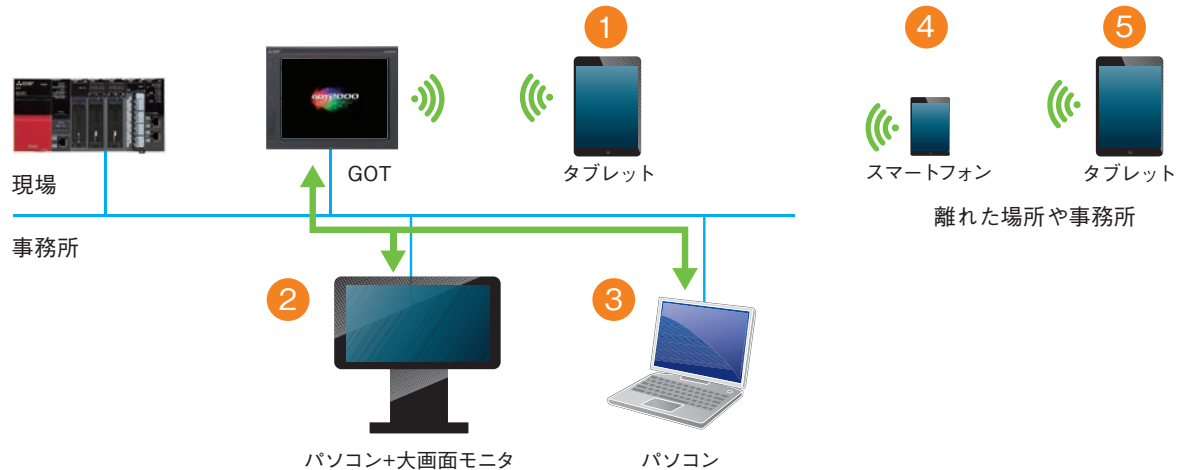 1
4
5
GOT2000
現場
GOT
タブレット
スマートフォン
タブレット
離れた場所や事務所
事務所
2
3
パソコン+大画面モニタ
パソコン